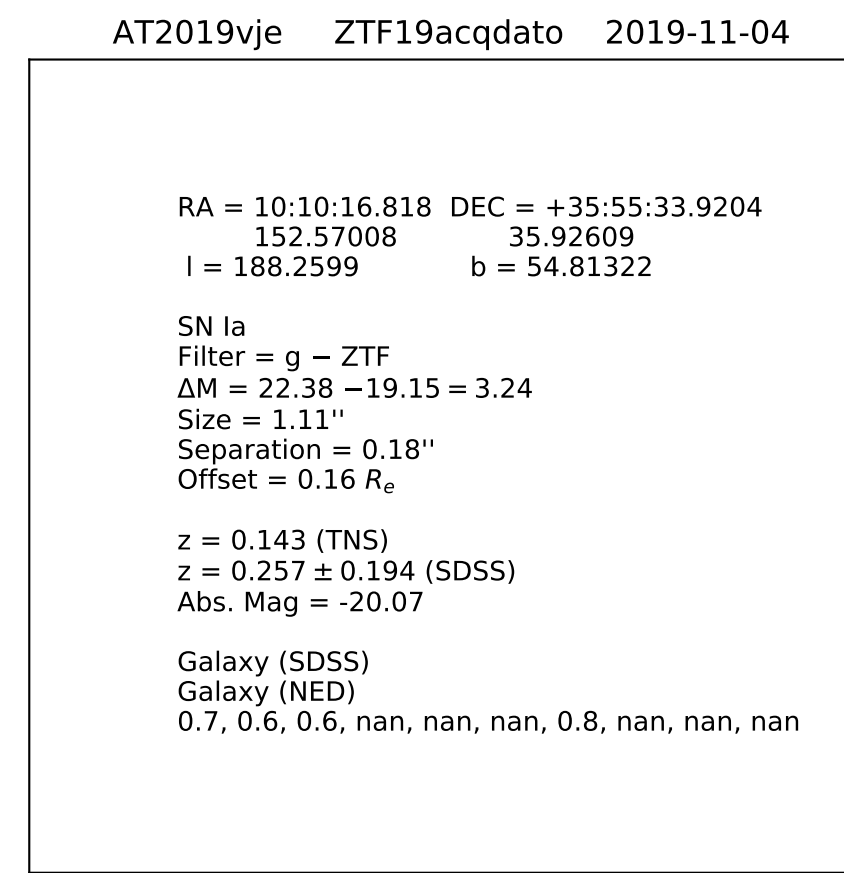 AT2019vje ZTF19acqdato 2019-11-04
RA = 10:10:16.818 DEC = +35:55:33.9204
152.57008 35.92609
l = 188.2599 b = 54.81322
SN Ia
Filter = g − ZTF
ΔM = 22.38 −19.15 = 3.24
Size = 1.11''
Separation = 0.18''
Offset = 0.16 Re
z = 0.143 (TNS)
z = 0.257 ± 0.194 (SDSS)
Abs. Mag = -20.07
Galaxy (SDSS)
Galaxy (NED)
0.7, 0.6, 0.6, nan, nan, nan, 0.8, nan, nan, nan